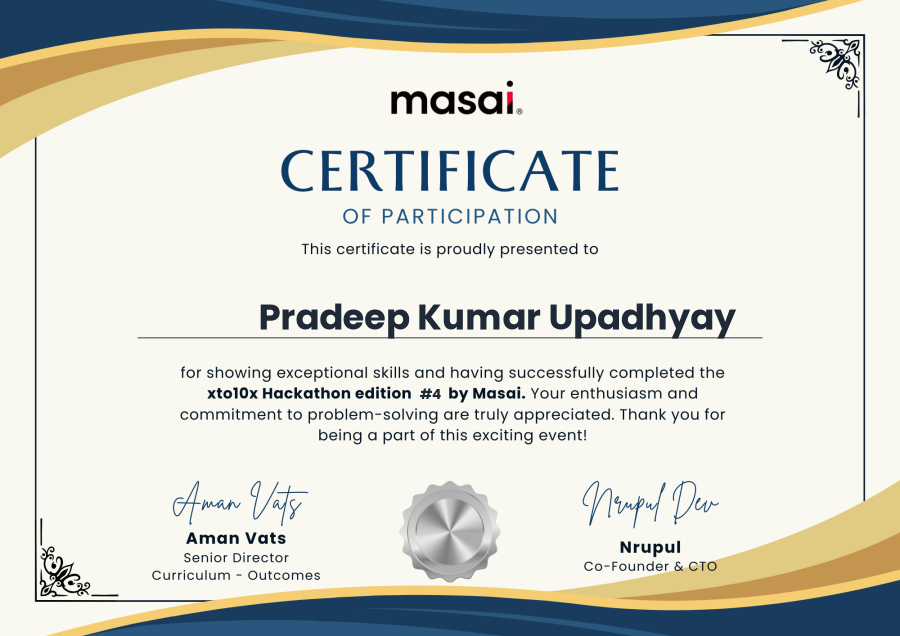 masai®
CERTIFICATE
OF PARTICIPATION
This certificate is proudly presented to
Pradeep Kumar Upadhyay
for showing exceptional skills and having successfully completed the
xto10x Hackathon edition #4 by Masai. Your enthusiasm and
commitment to problem-solving are truly appreciated. Thank you for
being a part of this exciting event!
Aman Vats
Aman Vats
Senior Director
Curriculum - Outcomes
Nrupul Dev
Nrupul
Co-Founder & CTO